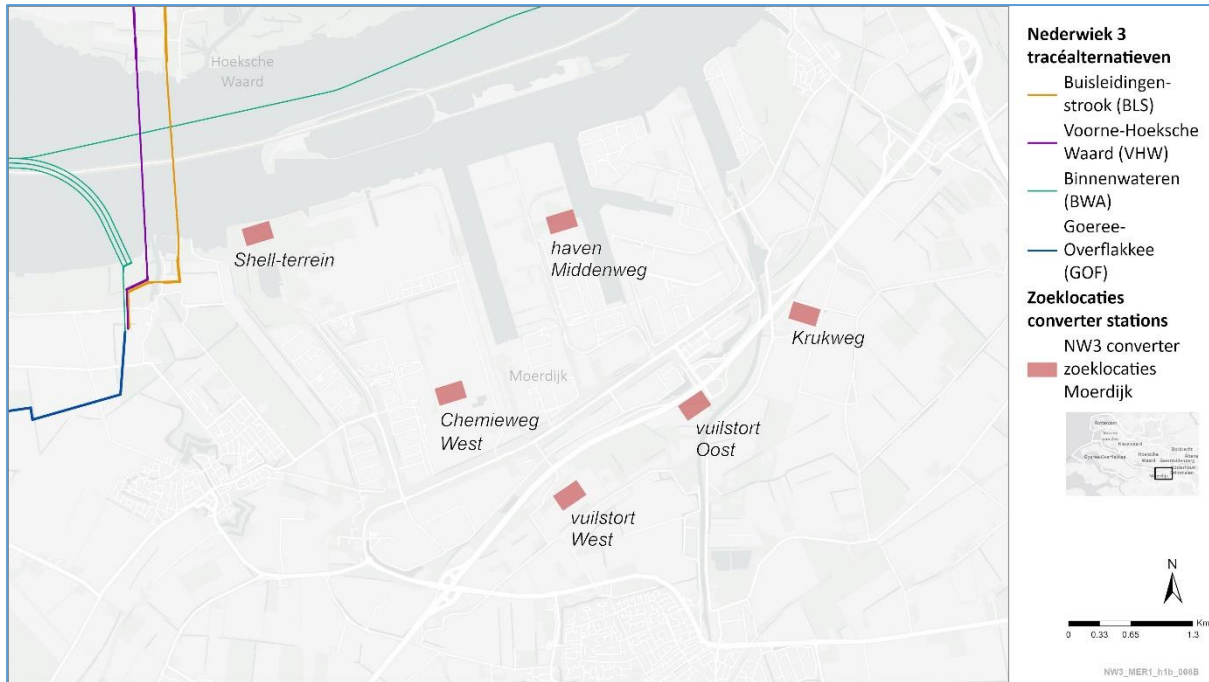 Hoeksche
Waard
Shell-terrein
haven
Middenweg
Krukweg
Moerdijk
Chemieweg
West
vuilstort
Oost
vuilstort
West
Nederwiek 3
tracéalternatieven
Buisleidingen-
strook (BLS)
Voorne-Hoeksche
Waard (VHW)
Binnenwateren
(BWA)
Goeree-
Overflakkee
(GOF)
Zoeklocaties
converter stations
NW3 converter
zoeklocaties
Moerdijk
N
Km
0 0.33 0.65 1.3
NW3_MER1_h1b_006B